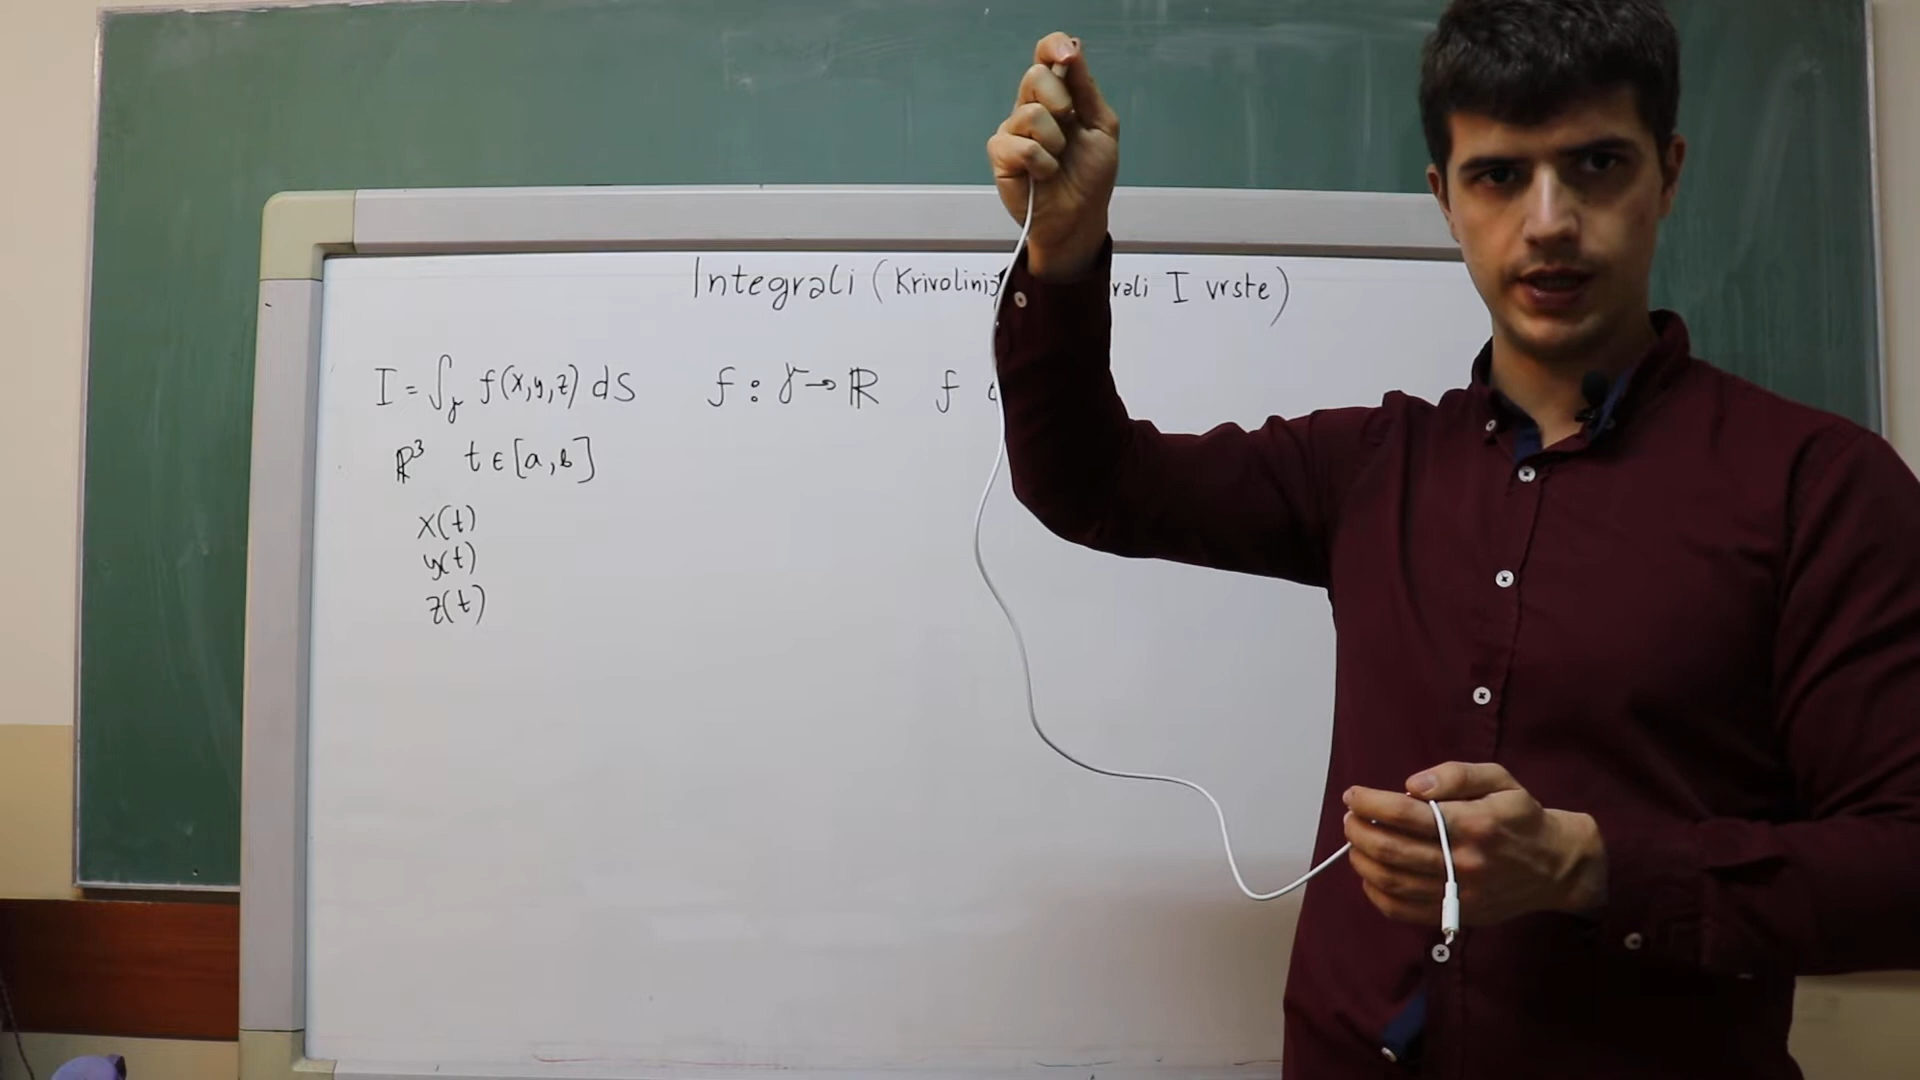 Integrali ( Krivolinij rali I vrste )
I = ∫γ f(x,y,z) dS f : γ → ℝ f
ℝ³ t ∈ [a,b]
x(t)
y(t)
z(t)